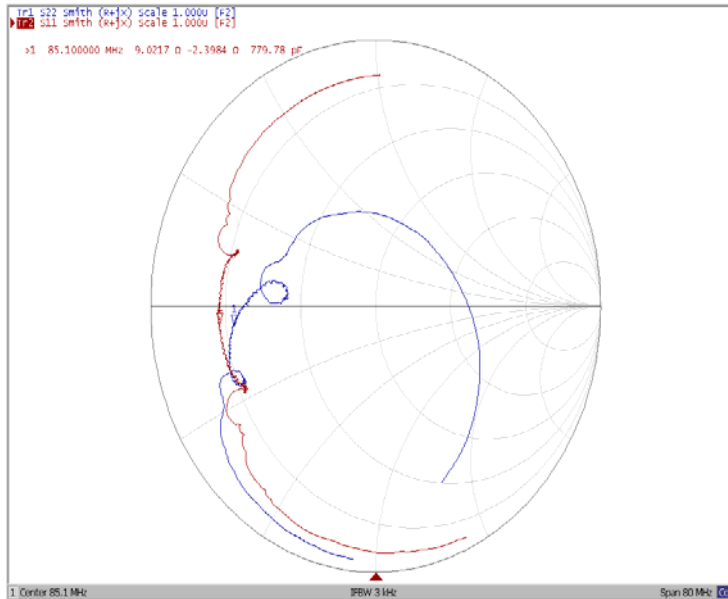 Tr1 S22 Smith (R+jX) Scale 1.000U [F2]
Tr2 S11 Smith (R+jX) Scale 1.000U [F2]
>1 85.100000 MHz 9.0217 Ω -2.3984 Ω 779.78 pF
1
1 Center 85.1 MHz IFBW 3 kHz Span 80 MHz